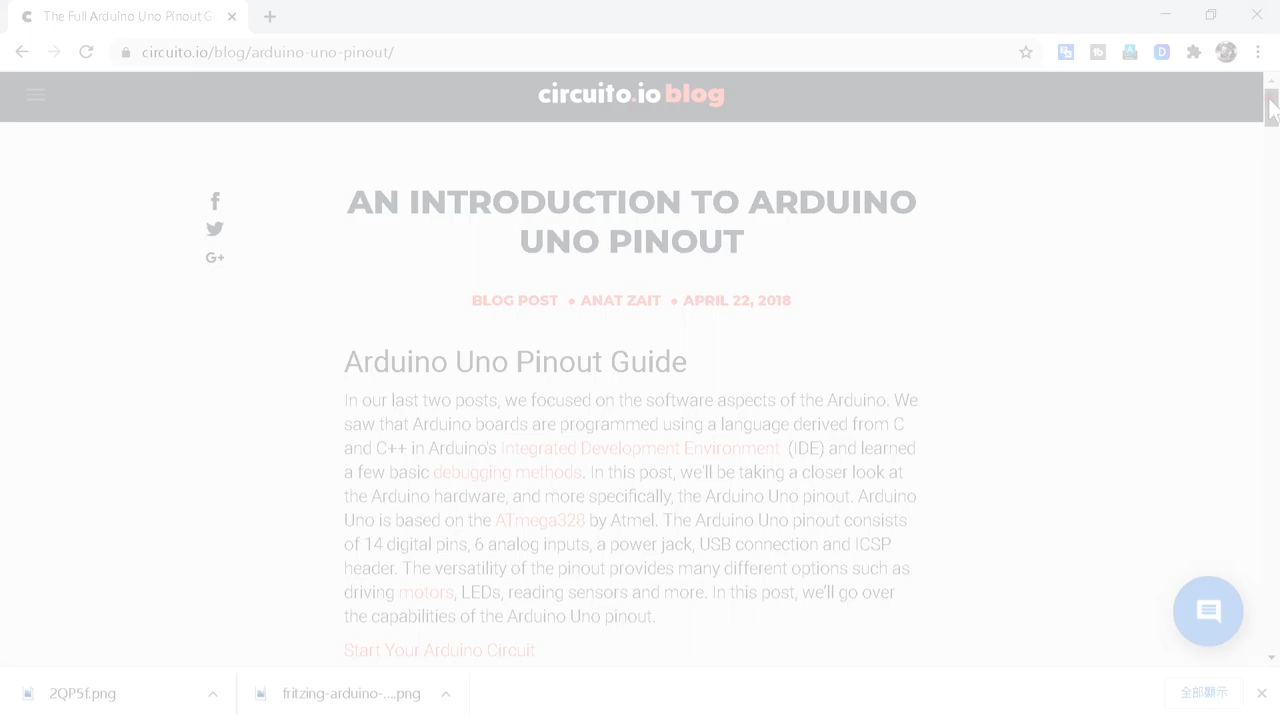 The Full Arduino Uno Pinout G
circuito.io/blog/arduino-uno-pinout/
circuito.io blog
AN INTRODUCTION TO ARDUINO
UNO PINOUT
BLOG POST ● ANAT ZAIT ● APRIL 22, 2018
Arduino Uno Pinout Guide
In our last two posts, we focused on the software aspects of the Arduino. We
saw that Arduino boards are programmed using a language derived from C
and C++ in Arduino's Integrated Development Environment (IDE) and learned
a few basic debugging methods. In this post, we'll be taking a closer look at
the Arduino hardware, and more specifically, the Arduino Uno pinout. Arduino
Uno is based on the ATmega328 by Atmel. The Arduino Uno pinout consists
of 14 digital pins, 6 analog inputs, a power jack, USB connection and ICSP
header. The versatility of the pinout provides many different options such as
driving motors, LEDs, reading sensors and more. In this post, we'll go over
the capabilities of the Arduino Uno pinout.
Start Your Arduino Circuit
2QP5f.png
fritzing-arduino-....png
全部顯示